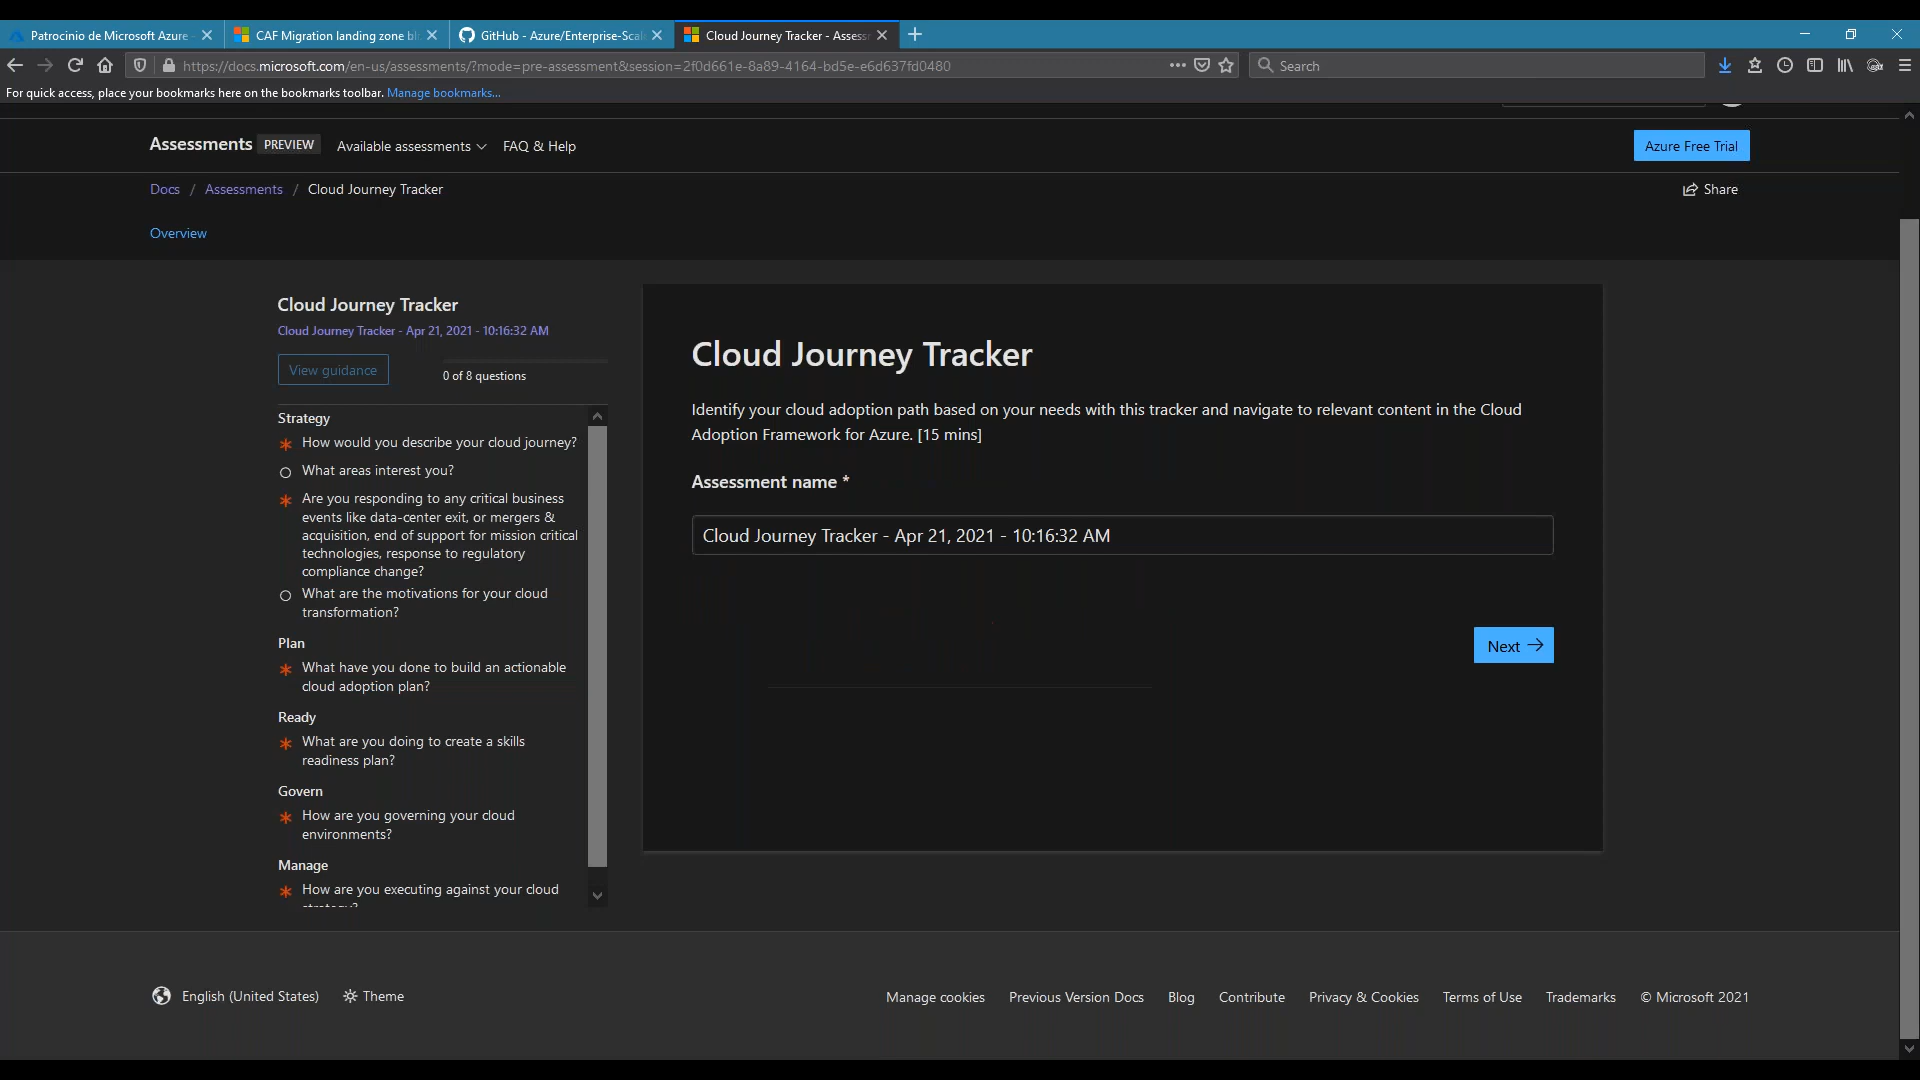 Patrocinio de Microsoft Azure
CAF Migration landing zone bl
GitHub - Azure/Enterprise-Scal
Cloud Journey Tracker - Assess
https://docs.microsoft.com/en-us/assessments/?mode=pre-assessment&session=2f0d661e-8a89-4164-bd5e-e6d637fd0480
Search
For quick access, place your bookmarks here on the bookmarks toolbar. Manage bookmarks...
Assessments PREVIEW Available assessments FAQ & Help
Azure Free Trial
Docs / Assessments / Cloud Journey Tracker
Share
Overview
Cloud Journey Tracker
Cloud Journey Tracker - Apr 21, 2021 - 10:16:32 AM
View guidance
0 of 8 questions
Strategy
How would you describe your cloud journey?
What areas interest you?
Are you responding to any critical business
events like data-center exit, or mergers &
acquisition, end of support for mission critical
technologies, response to regulatory
compliance change?
What are the motivations for your cloud
transformation?
Plan
What have you done to build an actionable
cloud adoption plan?
Ready
What are you doing to create a skills
readiness plan?
Govern
How are you governing your cloud
environments?
Manage
How are you executing against your cloud
strategy?
Cloud Journey Tracker
Identify your cloud adoption path based on your needs with this tracker and navigate to relevant content in the Cloud
Adoption Framework for Azure. [15 mins]
Assessment name *
Cloud Journey Tracker - Apr 21, 2021 - 10:16:32 AM
Next
English (United States)
Theme
Manage cookies
Previous Version Docs
Blog
Contribute
Privacy & Cookies
Terms of Use
Trademarks
© Microsoft 2021